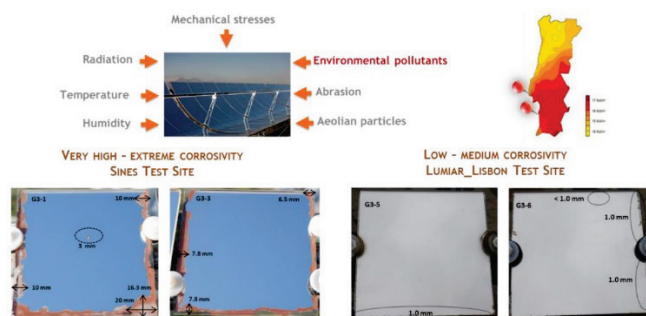 Mechanical stresses
Radiation
Environmental pollutants
Temperature
Abrasion
Humidity
Aeolian particles
VERY HIGH – EXTREME CORROSIVITY
SINES TEST SITE
LOW – MEDIUM CORROSIVITY
LUMIAR_LISBON TEST SITE
G3-1
10 mm
5 mm
10 mm
16.3 mm
20 mm
G3-3
6.5 mm
7.8 mm
7.8 mm
G3-5
1.0 mm
G3-6
< 1.0 mm
1.0 mm
1.0 mm